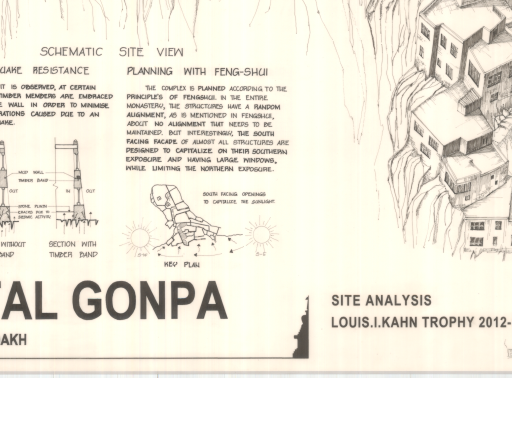 SCHEMATIC SITE VIEW
UAKE RESISTANCE
IT IS OBSERVED, AT CERTAIN
TIMBER MEMBERS ARE EMBRACED
E WALL IN ORDER TO MINIMISE
RATIONS CAUSED DUE TO AN
AKE.
PLANNING WITH FENG-SHUI
THE COMPLEX IS PLANNED ACCORDING TO THE
PRINCIPLE'S OF FENGSHUI. IN THE ENTIRE
MONASTERY, THE STRUCTURES HAVE A RANDOM
ALIGNMENT, AS IS MENTIONED IN FENGSHUI,
ABOUT NO ALIGNMENT THAT NEEDS TO BE
MAINTAINED. BUT INTERESTINGLY, THE SOUTH
FACING FACADE OF ALMOST ALL STRUCTURES ARE
DESIGNED TO CAPITALIZE ON THEIR SOUTHERN
EXPOSURE AND HAVING LARGE WINDOWS,
WHILE LIMITING THE NORTHERN EXPOSURE.
MUD WALL
TIMBER BAND
OUT
IN
OUT
STONE PLINTH
CRACKS DUE TO
SEISMIC ACTIVITY
WITHOUT
BAND
SECTION WITH
TIMBER BAND
SOUTH FACING OPENINGS
TO CAPITALIZE THE SUNLIGHT
KEY PLAN
TAL GONPA
AKH
SITE ANALYSIS
LOUIS.I.KAHN TROPHY 2012-